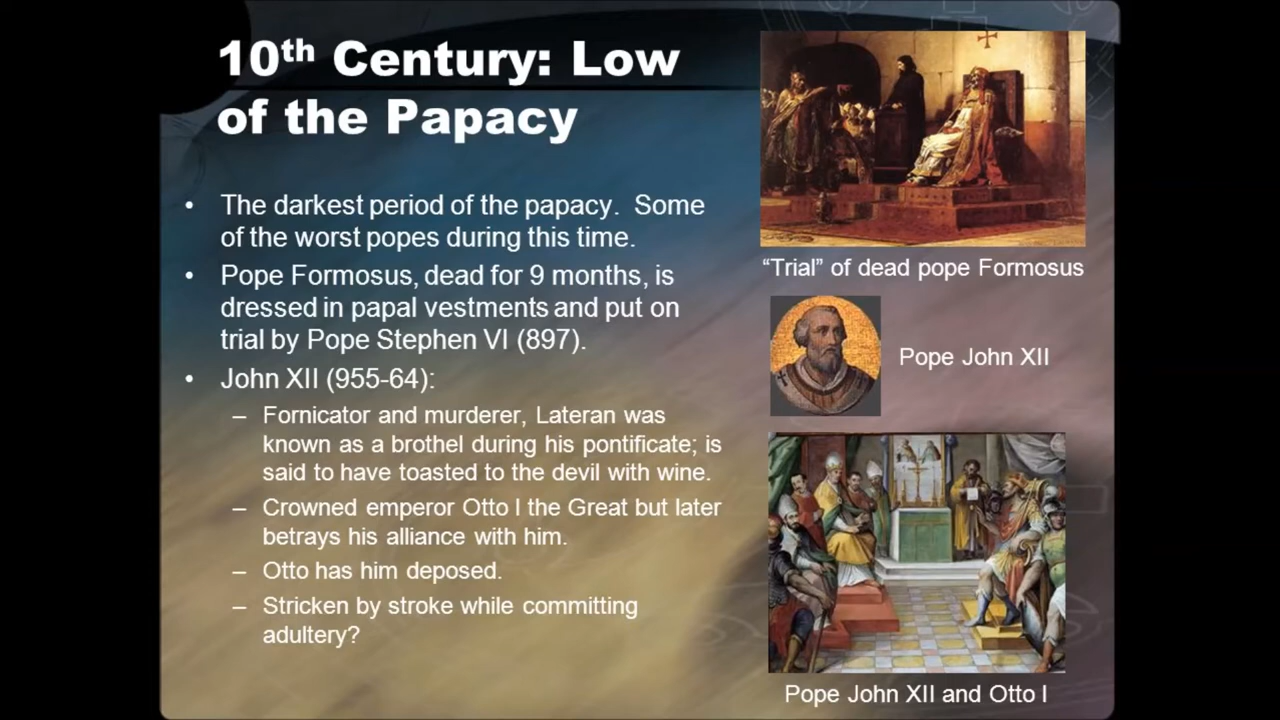 10th Century: Low
of the Papacy
• The darkest period of the papacy. Some
of the worst popes during this time.
• Pope Formosus, dead for 9 months, is
dressed in papal vestments and put on
trial by Pope Stephen VI (897).
• John XII (955-64):
– Fornicator and murderer, Lateran was
known as a brothel during his pontificate; is
said to have toasted to the devil with wine.
– Crowned emperor Otto I the Great but later
betrays his alliance with him.
– Otto has him deposed.
– Stricken by stroke while committing
adultery?
“Trial” of dead pope Formosus
Pope John XII
Pope John XII and Otto I